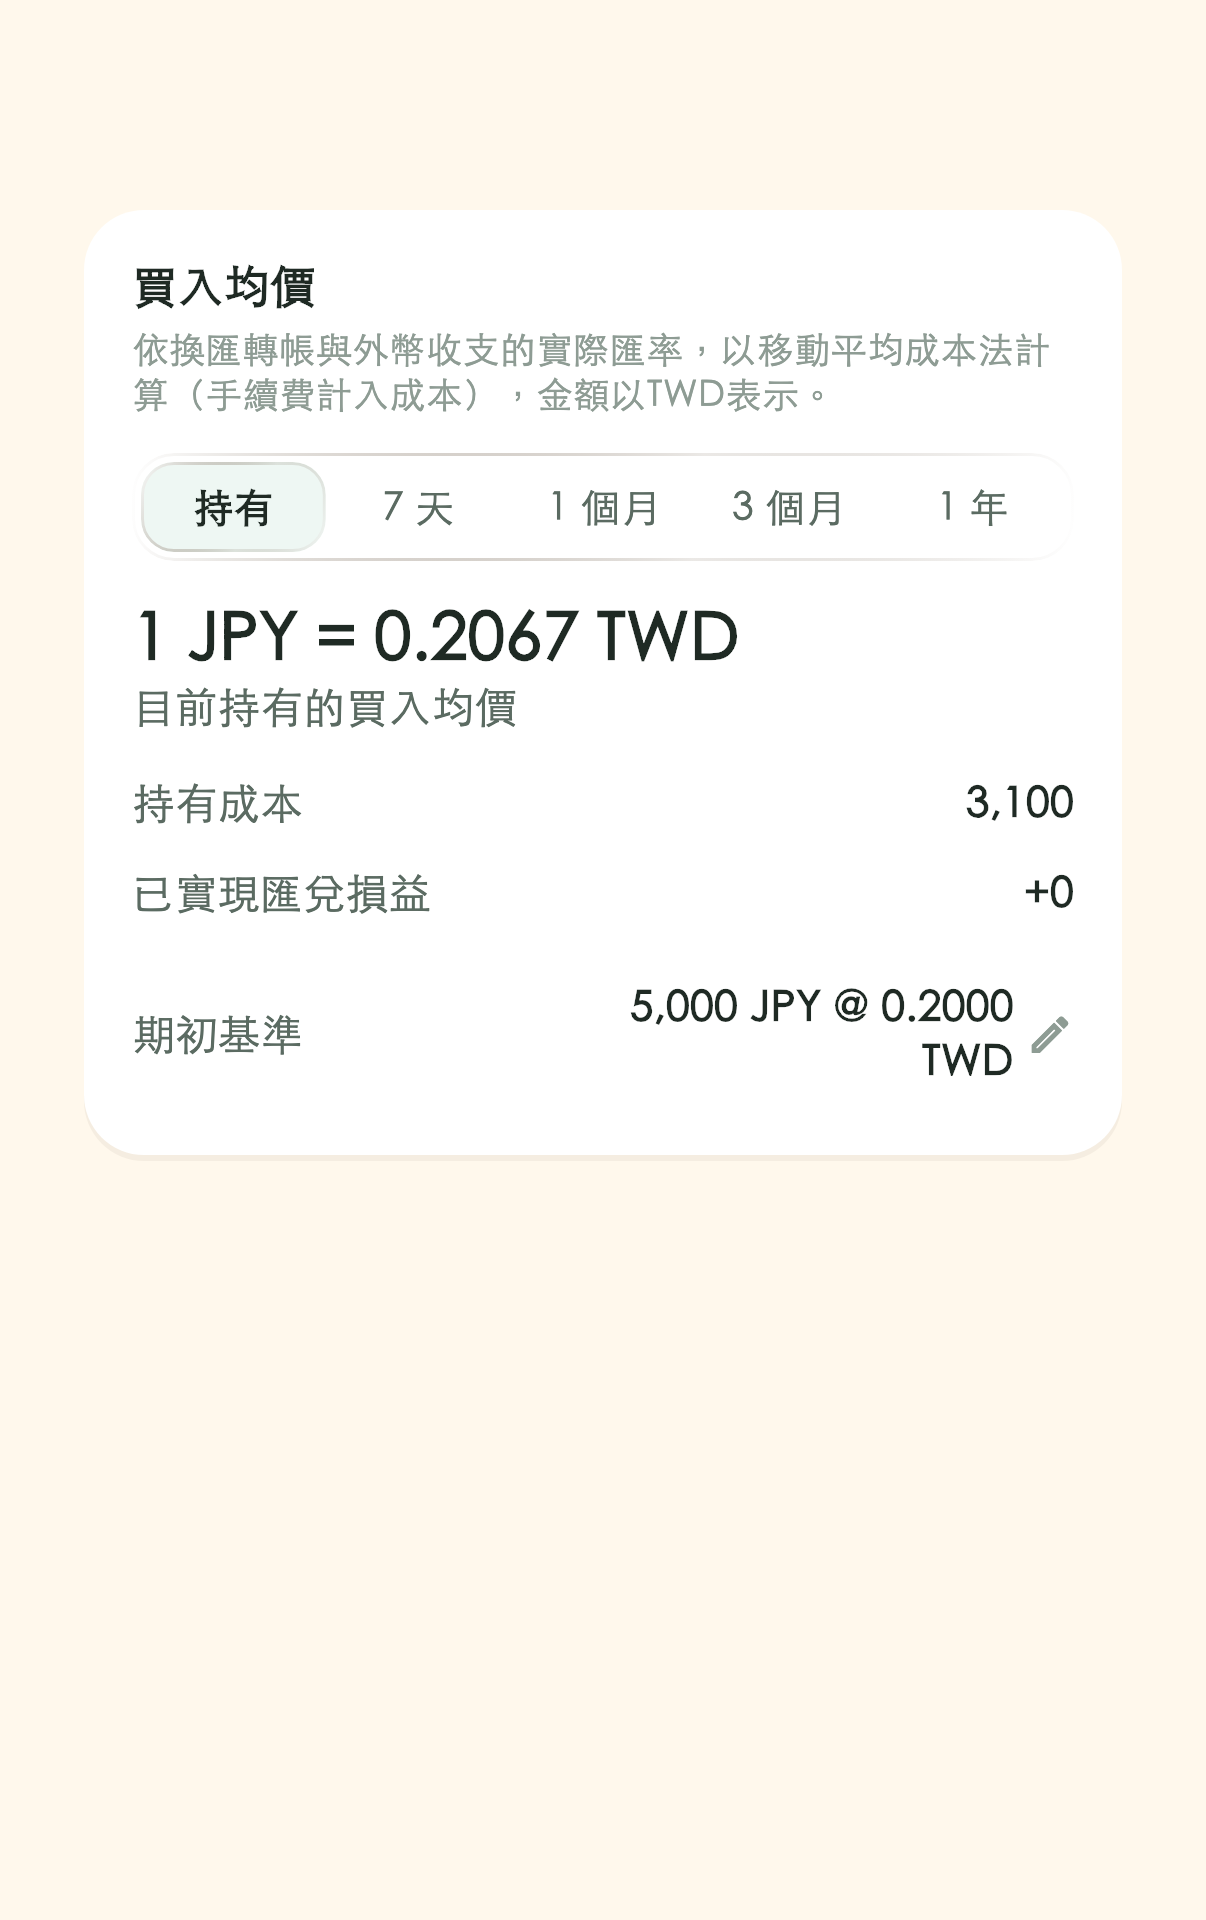 買入均價
依換匯轉帳與外幣收支的實際匯率，以移動平均成本法計
算（手續費計入成本），金額以TWD表示。
持有 7 天 1 個月 3 個月 1 年
1 JPY = 0.2067 TWD
目前持有的買入均價
持有成本 3,100
已實現匯兌損益 +0
期初基準 5,000 JPY @ 0.2000
TWD